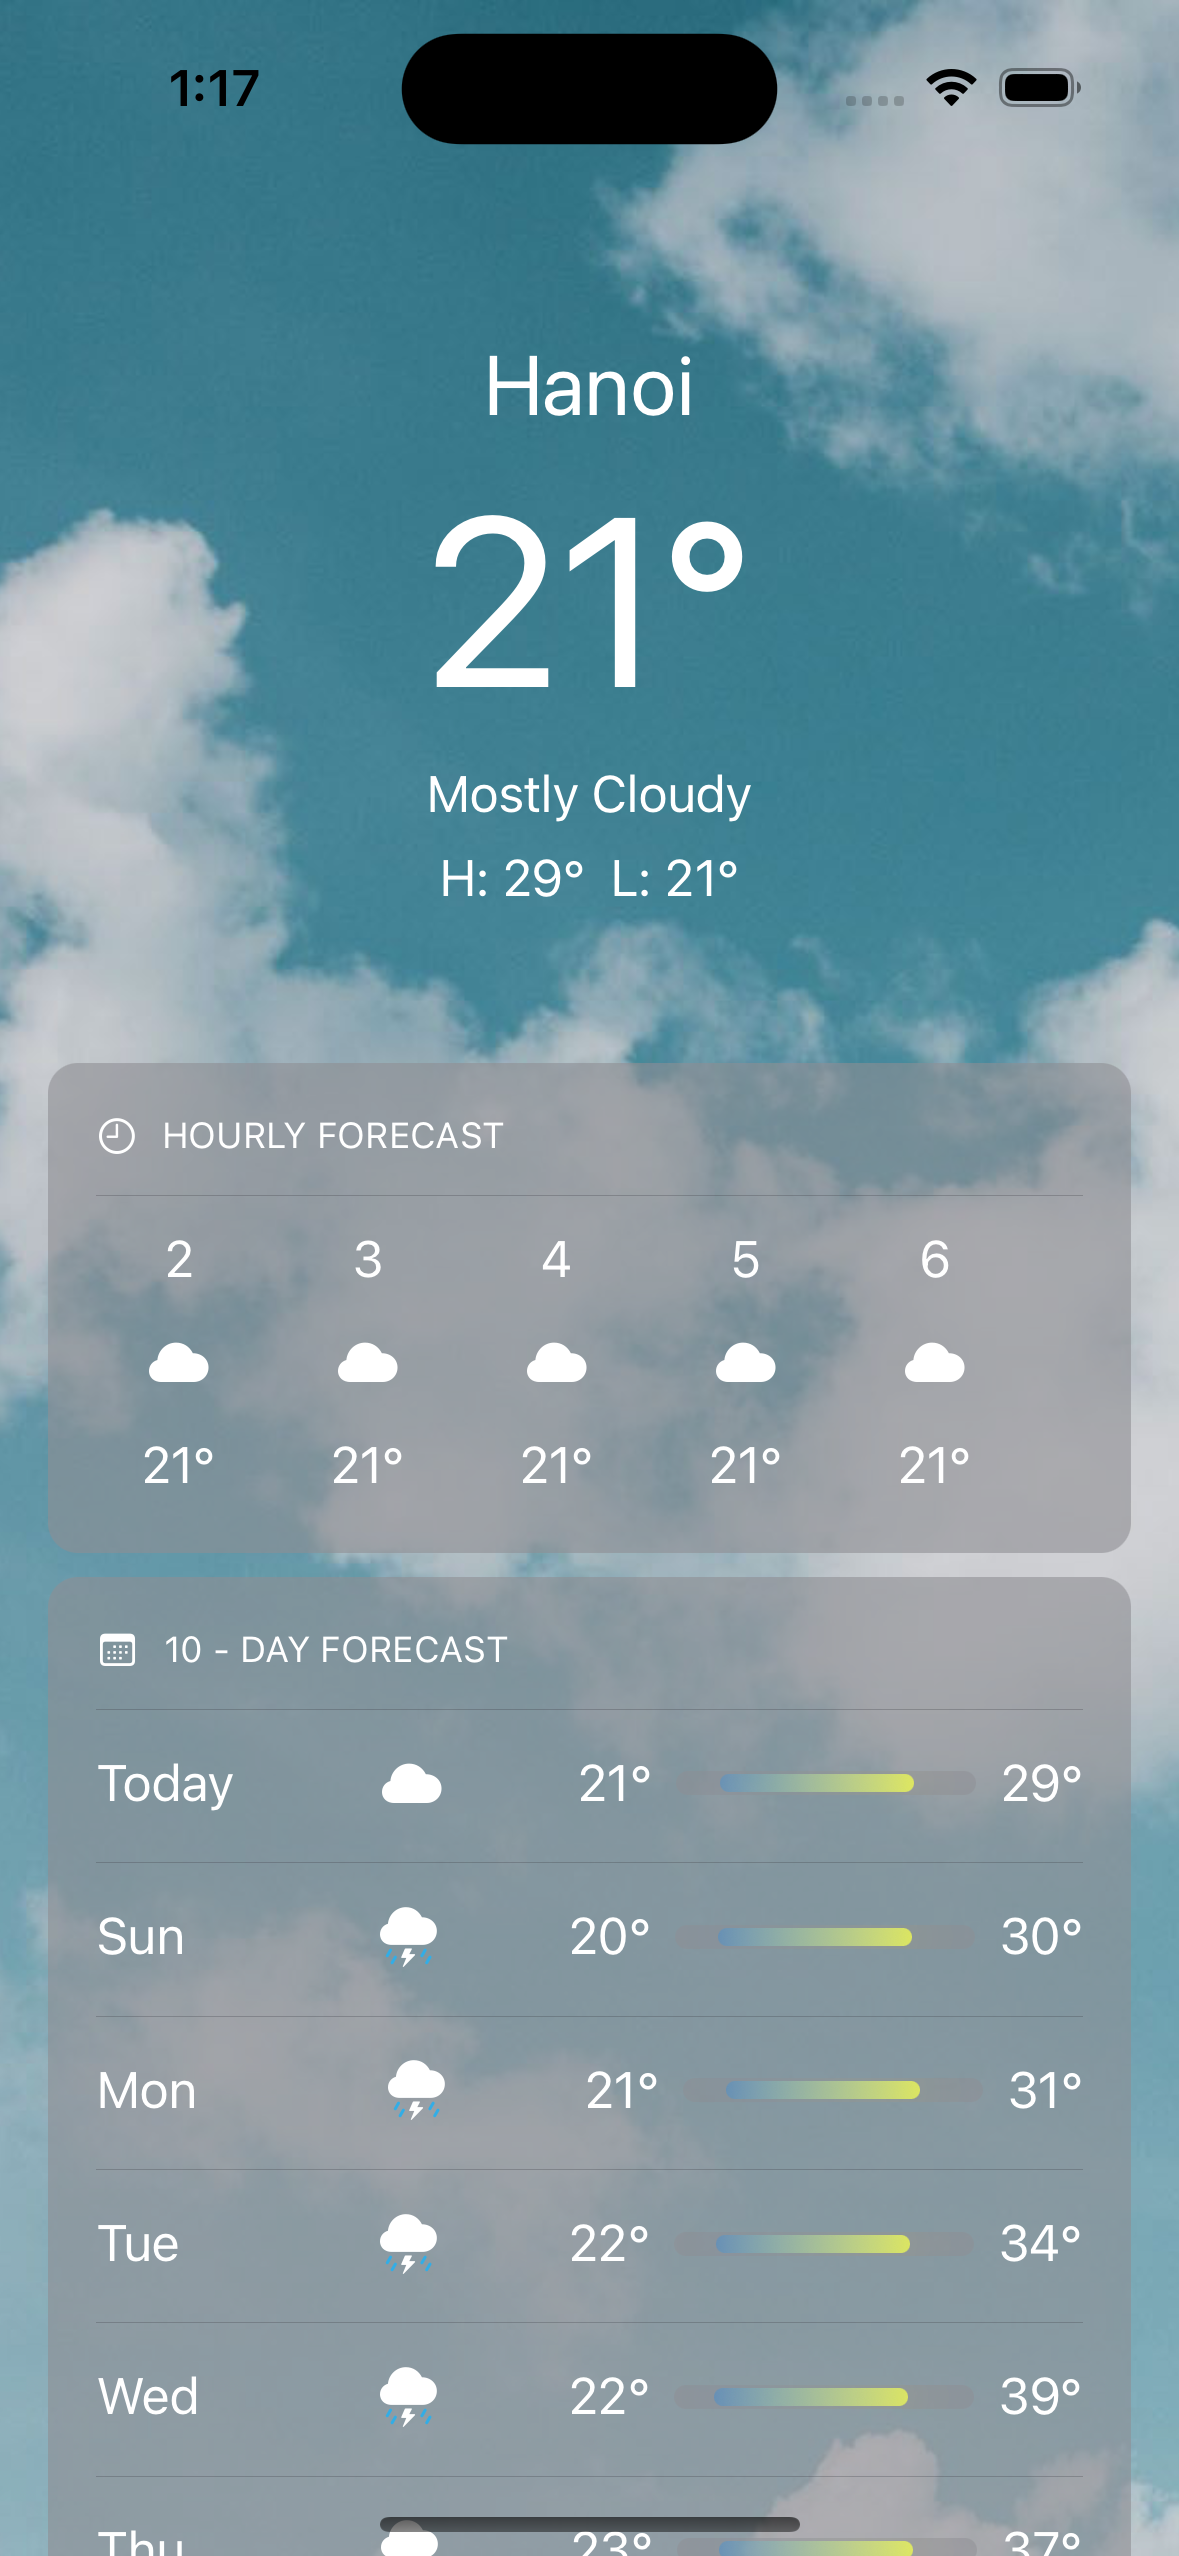 1:17
Hanoi
21°
Mostly Cloudy
H: 29° L: 21°
HOURLY FORECAST
2 3 4 5 6
21° 21° 21° 21° 21°
10 - DAY FORECAST
Today 21° 29°
Sun 20° 30°
Mon 21° 31°
Tue 22° 34°
Wed 22° 39°
Thu 23° 37°